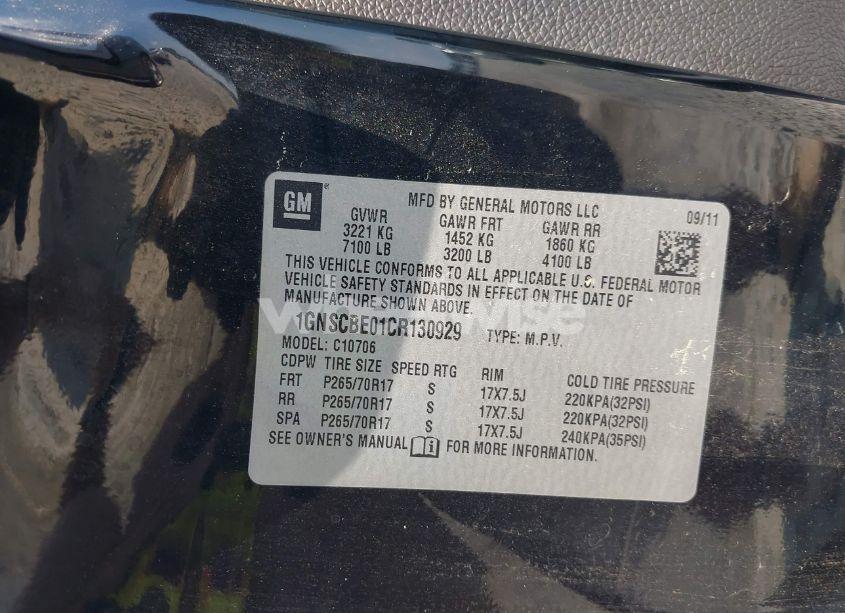 GM ®
MFD BY GENERAL MOTORS LLC
09/11
GVWR GAWR FRT GAWR RR
3221 KG 1452 KG 1860 KG
7100 LB 3200 LB 4100 LB
THIS VEHICLE CONFORMS TO ALL APPLICABLE U.S. FEDERAL MOTOR
VEHICLE SAFETY STANDARDS IN EFFECT ON THE DATE OF
MANUFACTURE SHOWN ABOVE.
1GNSCBE01CR130929 TYPE: M.P.V.
MODEL: C10706
CDPW TIRE SIZE SPEED RTG RIM COLD TIRE PRESSURE
FRT P265/70R17 S 17X7.5J 220KPA(32PSI)
RR P265/70R17 S 17X7.5J 220KPA(32PSI)
SPA P265/70R17 S 17X7.5J 240KPA(35PSI)
SEE OWNER'S MANUAL FOR MORE INFORMATION.